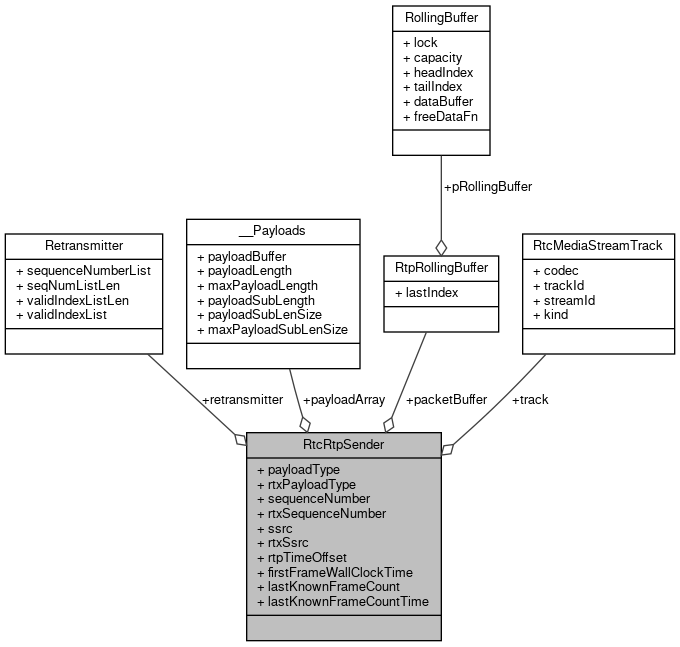 RollingBuffer
+ lock
+ capacity
+ headIndex
+ tailIndex
+ dataBuffer
+ freeDataFn
+pRollingBuffer
Retransmitter
+ sequenceNumberList
+ seqNumListLen
+ validIndexListLen
+ validIndexList
__Payloads
+ payloadBuffer
+ payloadLength
+ maxPayloadLength
+ payloadSubLength
+ payloadSubLenSize
+ maxPayloadSubLenSize
RtpRollingBuffer
+ lastIndex
RtcMediaStreamTrack
+ codec
+ trackId
+ streamId
+ kind
+retransmitter
+payloadArray
+packetBuffer
+track
RtcRtpSender
+ payloadType
+ rtxPayloadType
+ sequenceNumber
+ rtxSequenceNumber
+ ssrc
+ rtxSsrc
+ rtpTimeOffset
+ firstFrameWallClockTime
+ lastKnownFrameCount
+ lastKnownFrameCountTime